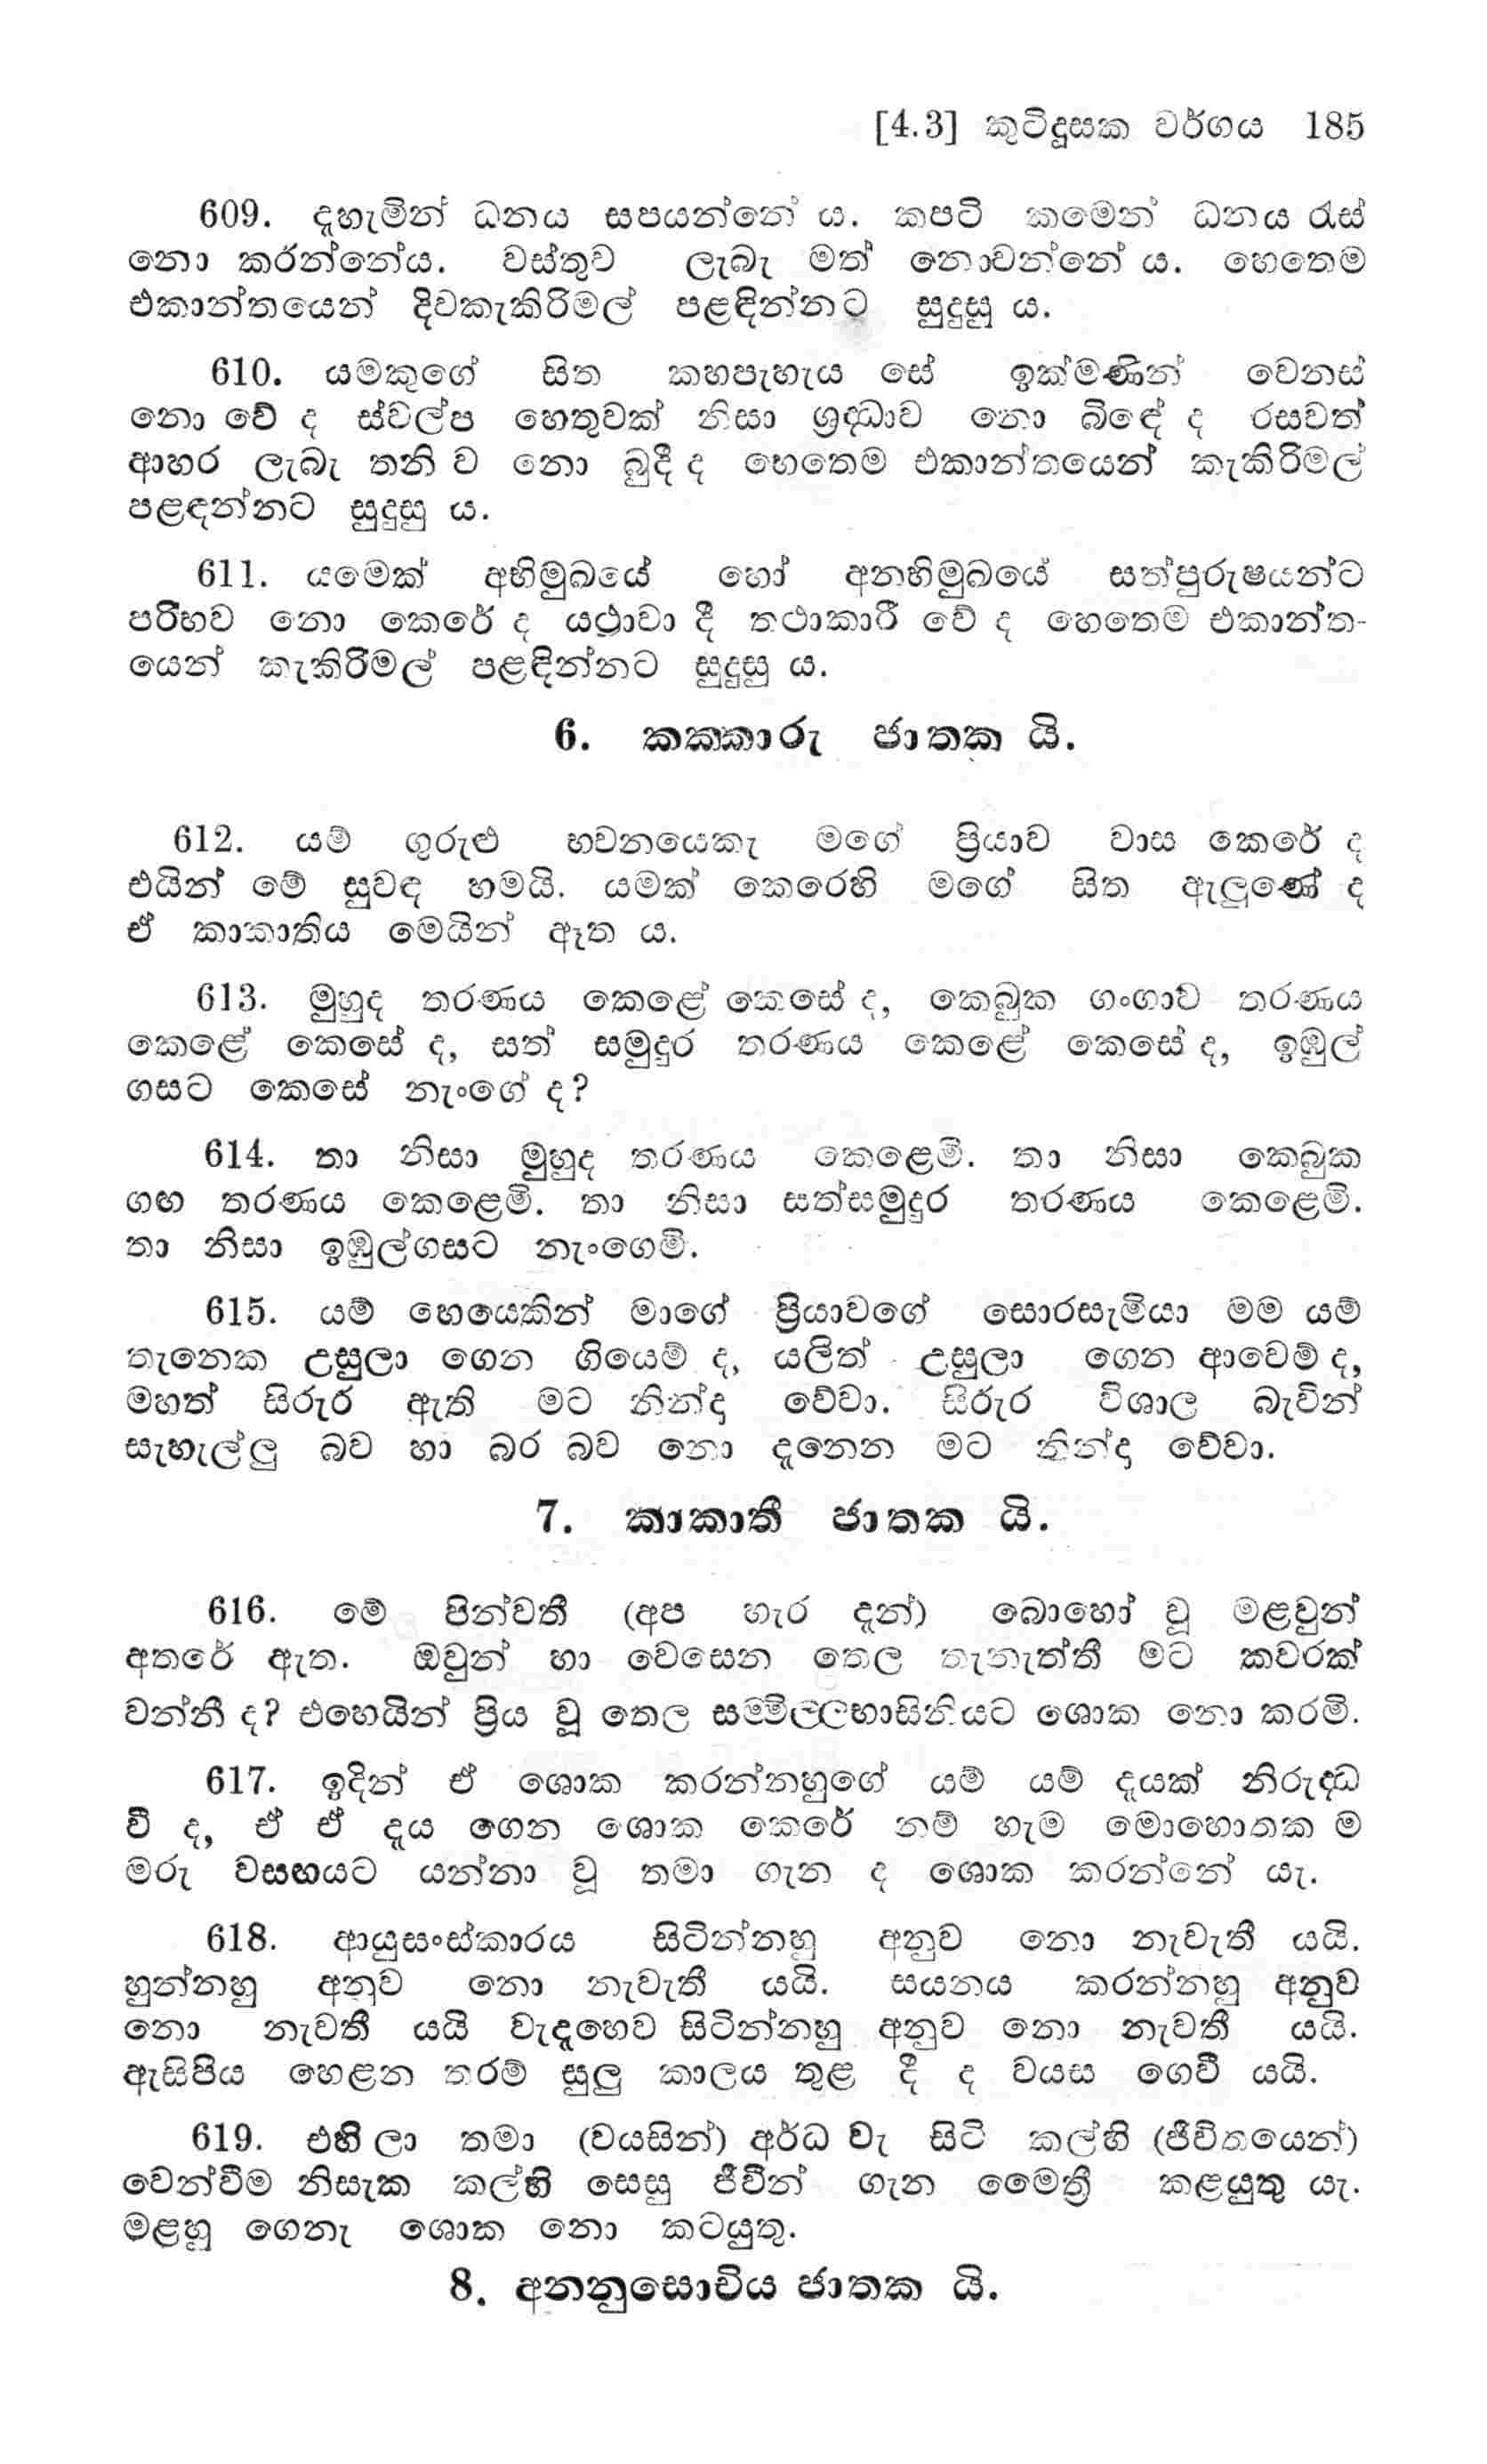 [4.3] කුටිදූසක වර්ගය 185
609. දැහැමින් ධනය සපයන්නේ ය. කපටි කමෙන් ධනය රැස්
නො කරන්නේය. වස්තුව ලැබැ මත් නොවන්නේ ය. හෙතෙම
එකාන්තයෙන් දිවකැකිරිමල් පළඳින්නට සුදුසු ය.
610. යමකුගේ සිත කහපැහැය සේ ඉක්මණින් වෙනස්
නො වේ ද ස්වල්ප හෙතුවක් නිසා ශ්‍රද්ධාව නො බිඳේ ද රසවත්
ආහර ලැබැ තනි ව නො බුදී ද හෙතෙම එකාන්තයෙන් කැකිරිමල්
පළඳන්නට සුදුසු ය.
611. යමෙක් අභිමුඛයේ හෝ අනභිමුඛයේ සත්පුරුෂයන්ට
පරිභව නො කෙරේ ද යථාවා දී තථාකාරී වේ ද හෙතෙම එකාන්ත-
යෙන් කැකිරිමල් පළඳින්නට සුදුසු ය.
6. කක්කාරු ජාතක යි.
612. යම් ගුරුළු භවනයෙකැ මගේ ප්‍රියාව වාස කෙරේ ද
එයින් මේ සුවඳ හමයි. යමක් කෙරෙහි මගේ සිත ඇලුණේ ද
ඒ කාකාතිය මෙයින් ඈත ය.
613. මුහුද තරණය කෙළේ කෙසේ ද, කෙබුක ගංගාව තරණය
කෙළේ කෙසේ ද, සත් සමුදුර තරණය කෙළේ කෙසේ ද, ඉඹුල්
ගසට කෙසේ නැංගේ ද?
614. තා නිසා මුහුද තරණය කෙළෙමි. තා නිසා කෙබුක
ගඟ තරණය කෙළෙමි. තා නිසා සත්සමුදුර තරණය කෙළෙමි.
තා නිසා ඉඹුල්ගසට නැංගෙමි.
615. යම් හෙයෙකින් මාගේ ප්‍රියාවගේ සොරසැමියා මම යම්
තැනෙක උසුලා ගෙන ගියෙම් ද, යලිත් උසුලා ගෙන ආවෙම් ද,
මහත් සිරුර ඇති මට නින්දා වේවා. සිරුර විශාල බැවින්
සැහැල්ලු බව හා බර බව නො දැනෙන මට නින්දා වේවා.
7. කාකාතී ජාතක යි.
616. මේ පින්වතී (අප හැර දැන්) බොහෝ වූ මළවුන්
අතරේ ඇත. ඔවුන් හා වෙසෙන තෙල තැනැත්තී මට කවරක්
වන්නී ද? එහෙයින් ප්‍රිය වූ තෙල සම්මිල්ලභාසිනියට ශොක නො කරමි.
617. ඉදින් ඒ ශොක කරන්නහුගේ යම් යම් දැයක් නිරුද්ධ
වී ද, ඒ ඒ දැය ගෙන ශොක කෙරේ නම් හැම මොහොතක ම
මරු වසඟයට යන්නා වූ තමා ගැන ද ශොක කරන්නේ යැ.
618. ආයුසංස්කාරය සිටින්නහු අනුව නො නැවැතී යයි.
හුන්නහු අනුව නො නැවැතී යයි. සයනය කරන්නහු අනුව
නො නැවතී යයි වැදෑහෙව සිටින්නහු අනුව නො නැවතී යයි.
ඇසිපිය හෙළන තරම් සුලු කාලය තුළ දී ද වයස ගෙවී යයි.
619. එහි ලා තමා (වයසින්) අර්ධ වැ සිටි කල්හි (ජීවිතයෙන්)
වෙන්වීම නිසැක කල්හි සෙසු ජීවීන් ගැන මෛත්‍රී කළයුතු යැ.
මළහු ගෙනැ ශොක නො කටයුතු.
8. අනනුසොචිය ජාතක යි.